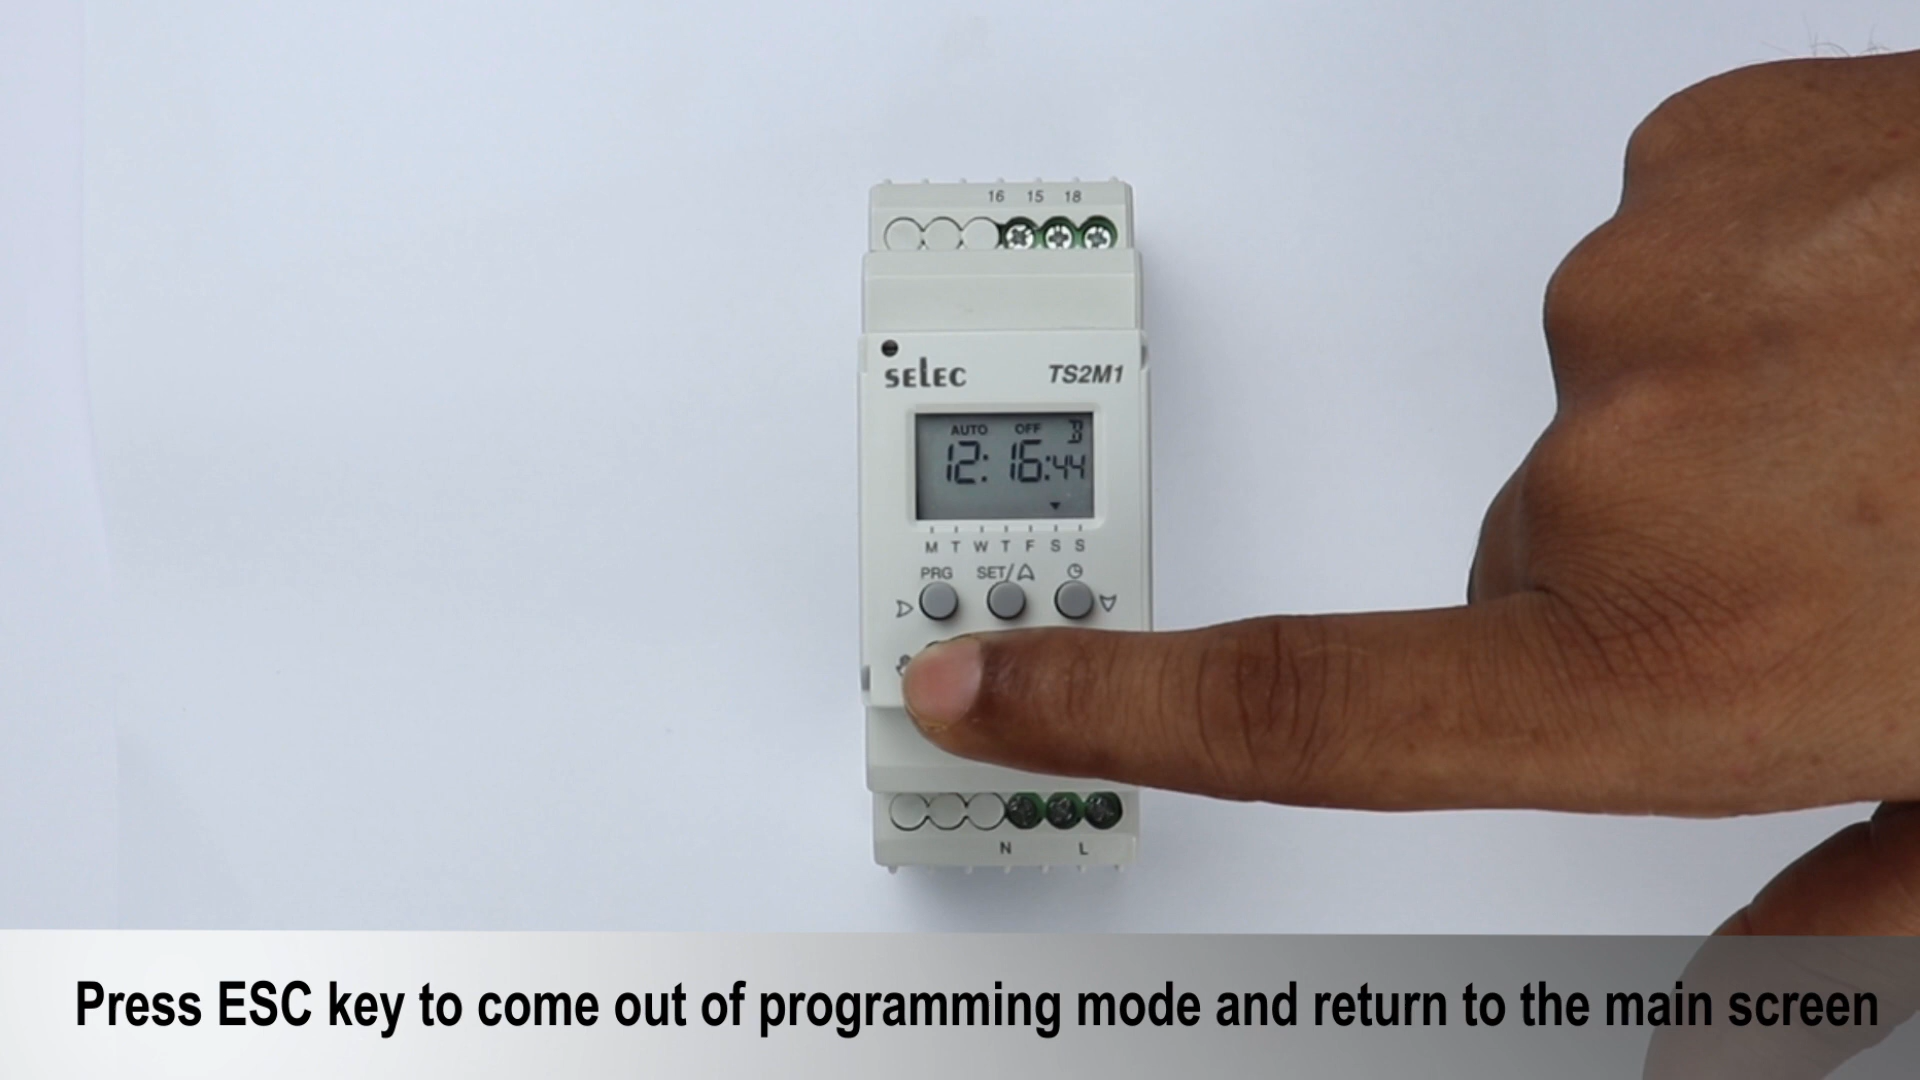 16 15 18
SELEC TS2M1
AUTO OFF
12:16:44
M T W T F S S
PRG SET/
N L
Press ESC key to come out of programming mode and return to the main screen